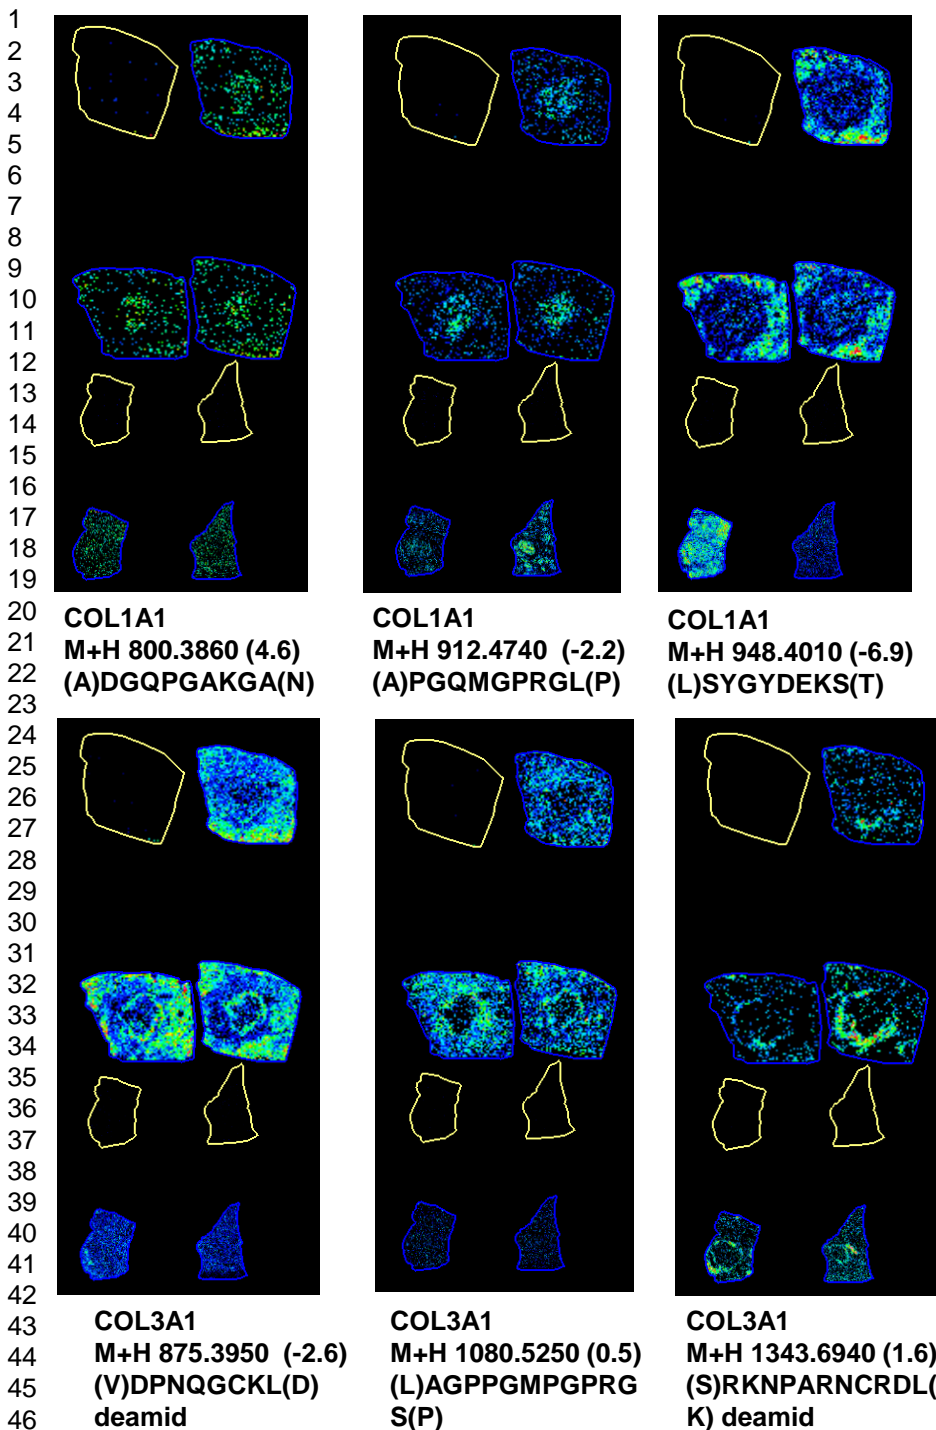 1
2
3
4
5
6
7
8
9
10
11
12
13
14
15
16
17
18
19
20
21
22
23
24
25
26
27
28
29
30
31
32
33
34
35
36
37
38
39
40
41
42
43
44
45
46
COL1A1
M+H 800.3860 (4.6)
(A)DGQPGAKGA(N)
COL1A1
M+H 912.4740 (-2.2)
(A)PGQMGPRGL(P)
COL1A1
M+H 948.4010 (-6.9)
(L)SYGYDEKS(T)
COL3A1
M+H 875.3950 (-2.6)
(V)DPNQGCKL(D)
deamid
COL3A1
M+H 1080.5250 (0.5)
(L)AGPPGMPGPRG
S(P)
COL3A1
M+H 1343.6940 (1.6)
(S)RKNPARNCRDL(
K) deamid